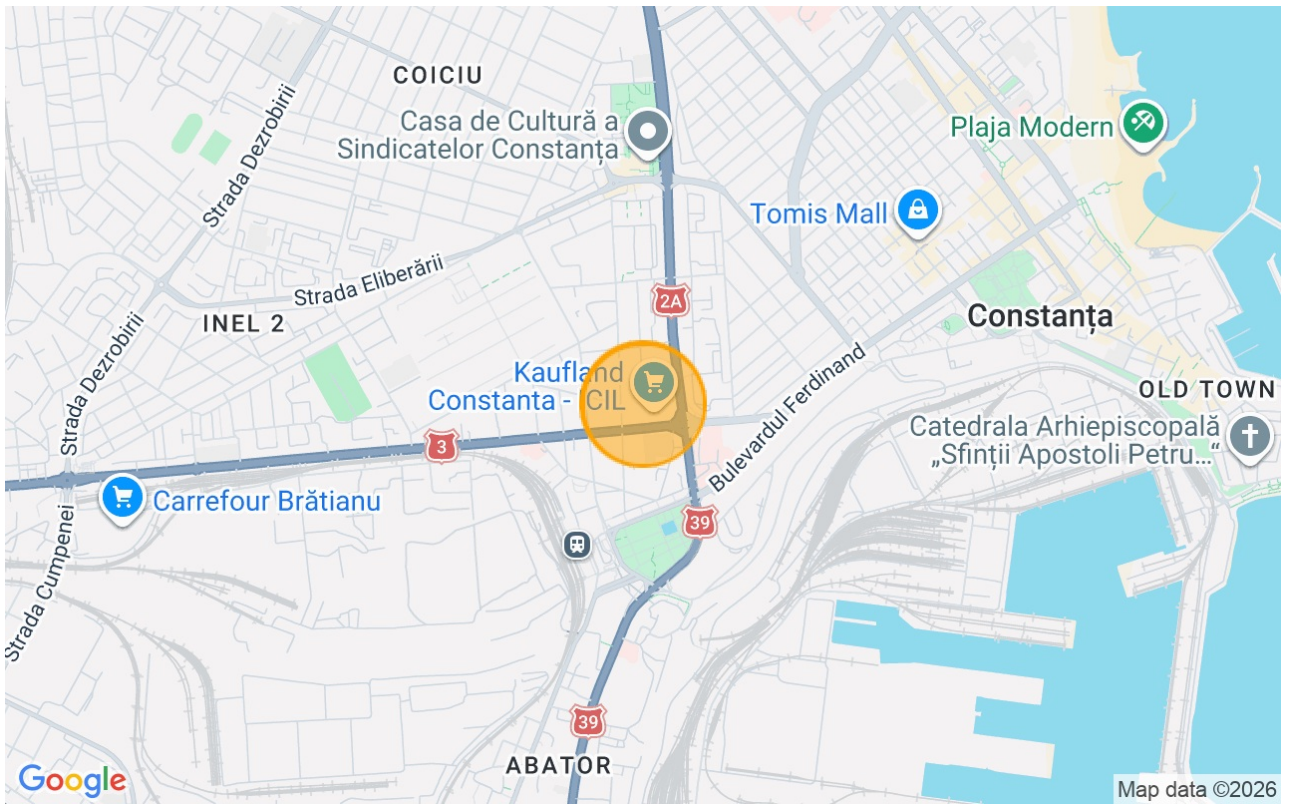 COICIU
Casa de Cultură a
Sindicatelor Constanța
Plaja Modern
Strada Dezrobirii
Tomis Mall
Strada Eliberării
2A
INEL 2
Constanța
Strada Dezrobirii
Kaufland
Constanta - CIL
Bulevardul Ferdinand
OLD TOWN
Catedrala Arhiepiscopală
„Sfinții Apostoli Petru...“
3
Carrefour Brătianu
39
Strada Cumpenei
39
ABATOR
Google
Map data ©2026